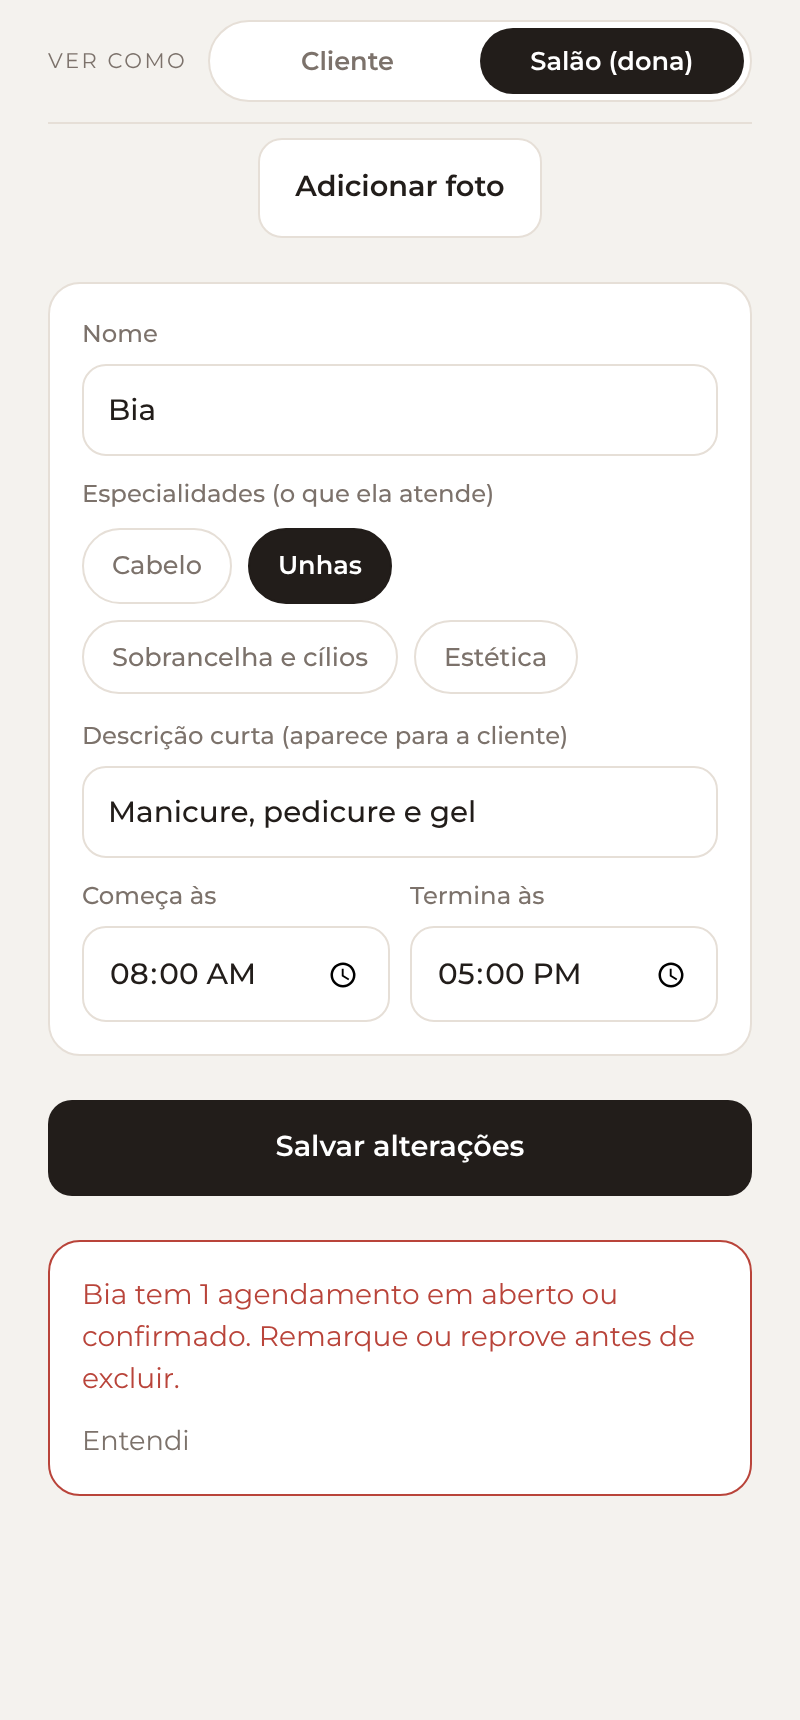 VER COMO
Cliente
Salão (dona)
Adicionar foto
Nome
Bia
Especialidades (o que ela atende)
Cabelo
Unhas
Sobrancelha e cílios
Estética
Descrição curta (aparece para a cliente)
Manicure, pedicure e gel
Começa às
Termina às
08:00 AM
05:00 PM
Salvar alterações
Bia tem 1 agendamento em aberto ou
confirmado. Remarque ou reprove antes de
excluir.
Entendi